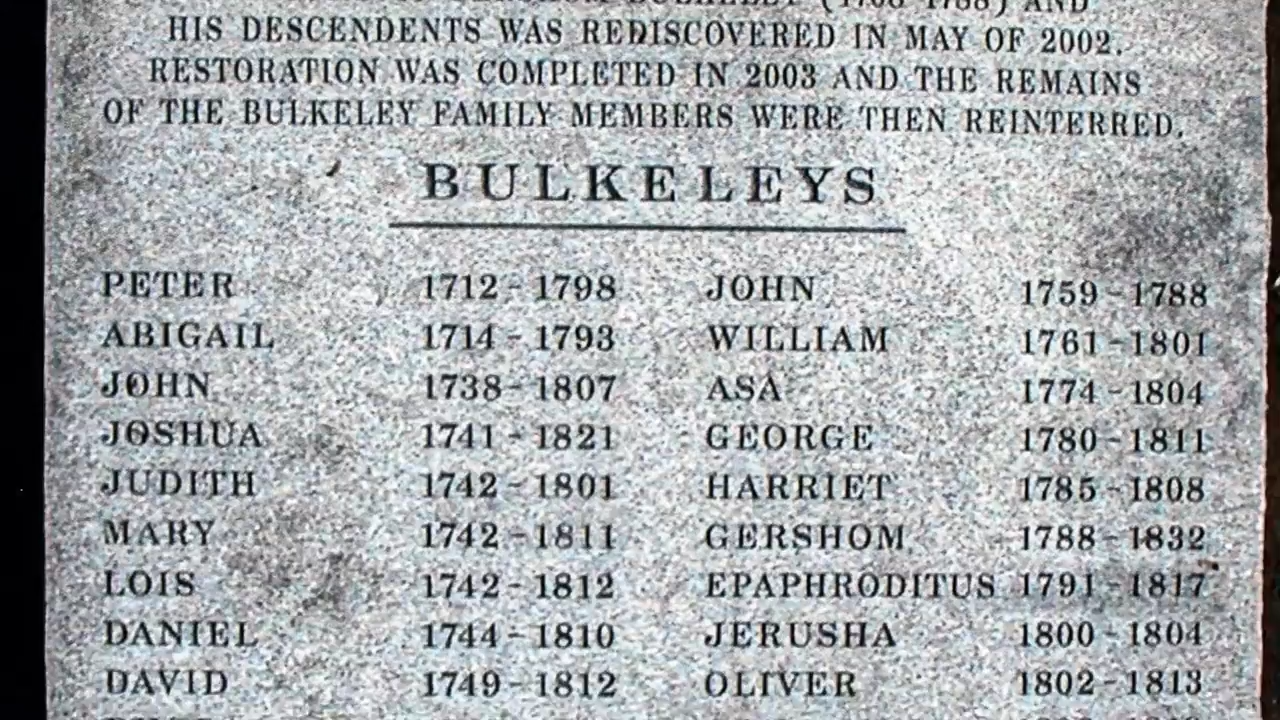 BULKELEY (1788) AND
HIS DESCENDENTS WAS REDISCOVERED IN MAY OF 2002.
RESTORATION WAS COMPLETED IN 2003 AND THE REMAINS
OF THE BULKELEY FAMILY MEMBERS WERE THEN REINTERRED.
BULKELEYS
PETER 1712 - 1798 JOHN 1759 - 1788
ABIGAIL 1714 - 1793 WILLIAM 1761 - 1801
JOHN 1738 - 1807 ASA 1774 - 1804
JOSHUA 1741 - 1821 GEORGE 1780 - 1811
JUDITH 1742 - 1801 HARRIET 1785 - 1808
MARY 1742 - 1811 GERSHOM 1788 - 1832
LOIS 1742 - 1812 EPAPHRODITUS 1791 - 1817
DANIEL 1744 - 1810 JERUSHA 1800 - 1804
DAVID 1749 - 1812 OLIVER 1802 - 1813